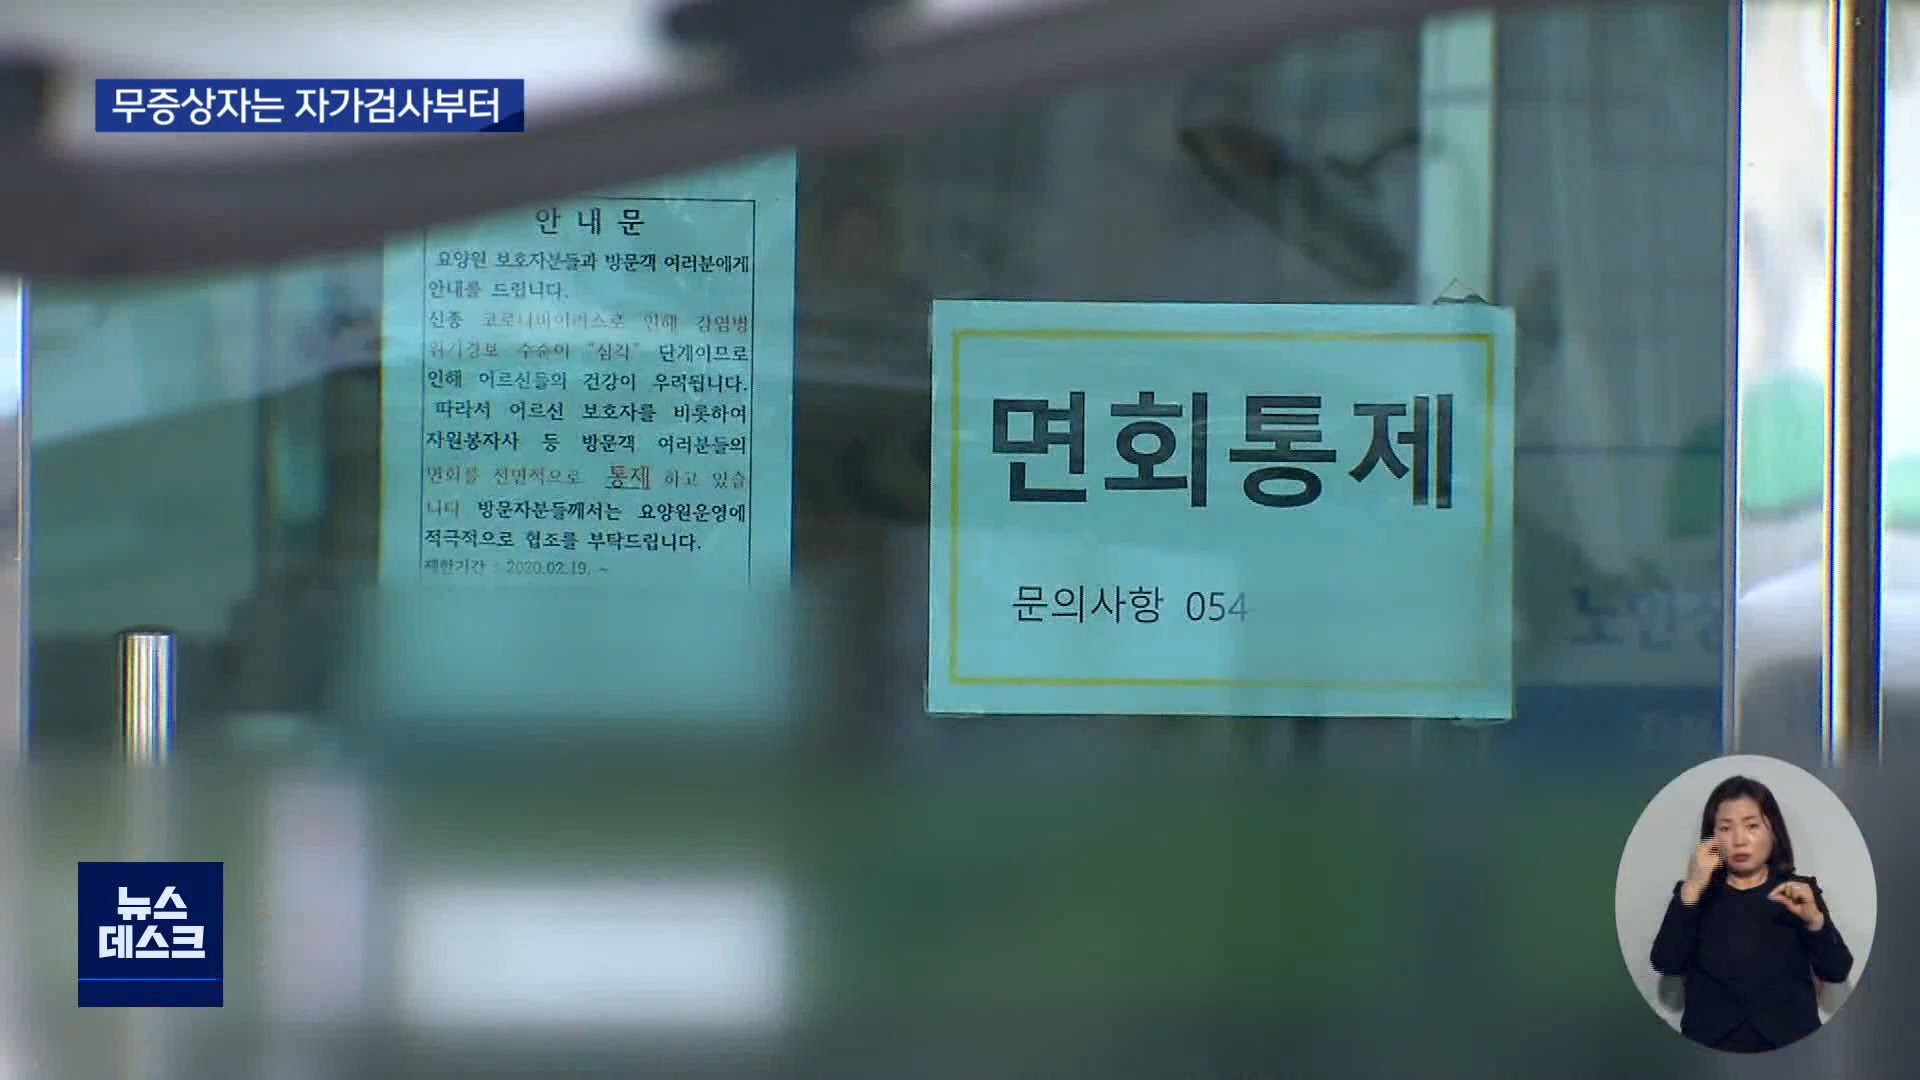 무증상자는 자가검사부터
안 내 문
요양원 보호자분들과 방문객 여러분에게
안내를 드립니다.
신종 코로나바이러스로 인해 감염병
위기경보 수준이 “심각” 단계이므로
인해 어르신들의 건강이 우려됩니다.
따라서 어르신 보호자를 비롯하여
자원봉자사 등 방문객 여러분들의
면회를 전면적으로 통제 하고 있습
니다 방문자분들께서는 요양원운영에
적극적으로 협조를 부탁드립니다.
제한기간 : 2020.02.19. ~
면회통제
문의사항 054
뉴스
데스크